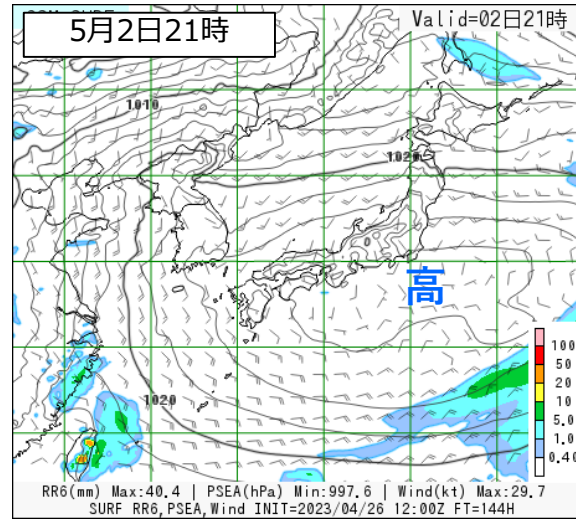 5月2日21時
Valid=02日21時
1010
1020
高
1020
100
50
20
10
5.0
1.0
0.40
RR6(mm) Max:40.4 | PSEA(hPa) Min:997.6 | Wind(kt) Max:29.7
SURF RR6,PSEA,Wind INIT=2023/04/26 12:00Z FT=144H